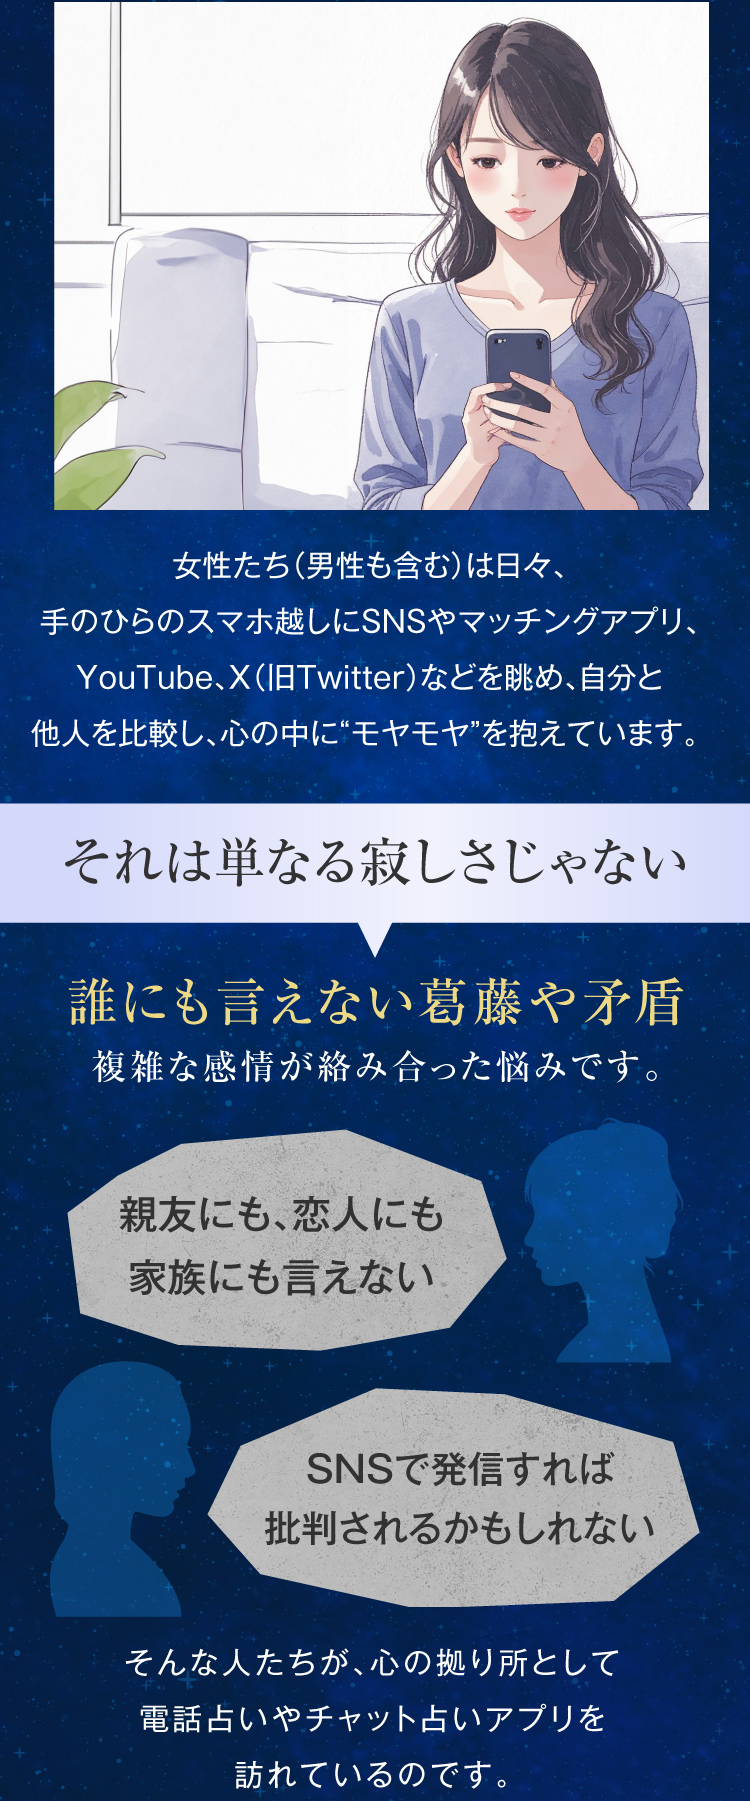 女性たち（男性も含む）は日々、
手のひらのスマホ越しにSNSやマッチングアプリ、
YouTube、X（旧Twitter）などを眺め、自分と
他人を比較し、心の中に“モヤモヤ”を抱えています。
それは単なる寂しさじゃない
誰にも言えない葛藤や矛盾
複雑な感情が絡み合った悩みです。
親友にも、恋人にも
家族にも言えない
SNSで発信すれば
批判されるかもしれない
そんな人たちが、心の拠り所として
電話占いやチャット占いアプリを
訪れているのです。